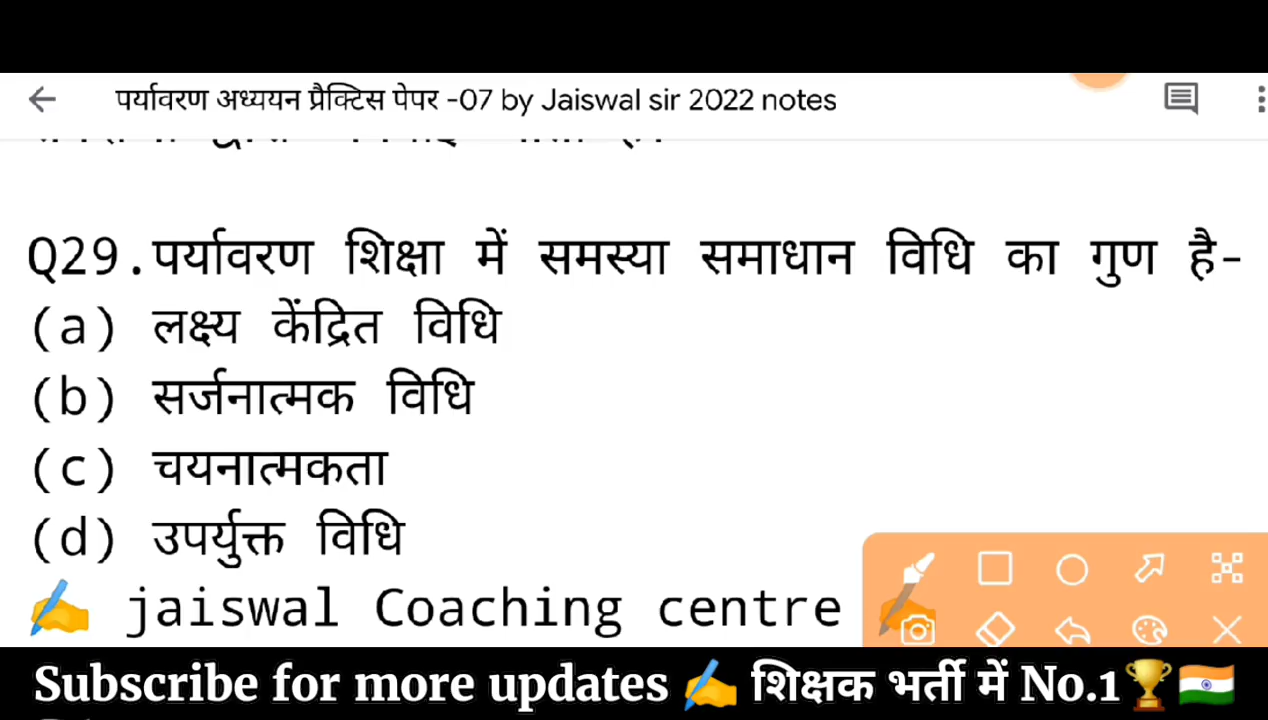 पर्यावरण अध्ययन प्रैक्टिस पेपर -07 by Jaiswal sir 2022 notes
Q29.पर्यावरण शिक्षा में समस्या समाधान विधि का गुण है-
(a) लक्ष्य केंद्रित विधि
(b) सर्जनात्मक विधि
(c) चयनात्मकता
(d) उपर्युक्त विधि
✍ jaiswal Coaching centre ✍
Subscribe for more updates ✍ शिक्षक भर्ती में No.1🏆🇮🇳